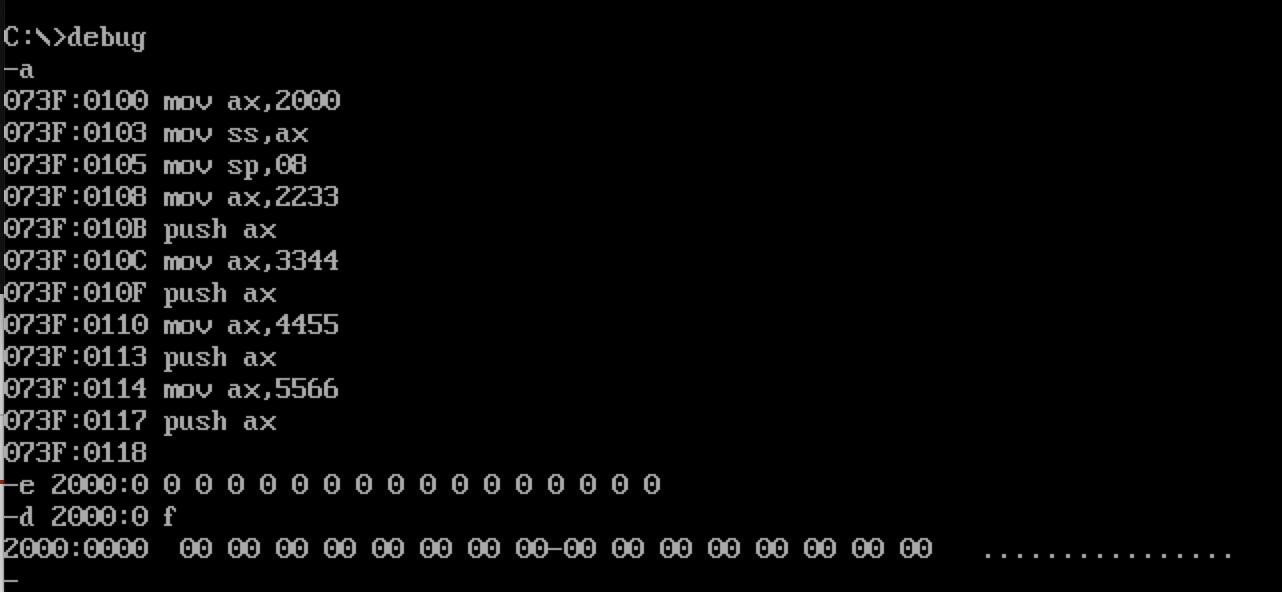 C:\>debug
-a
073F:0100 mov ax,2000
073F:0103 mov ss,ax
073F:0105 mov sp,08
073F:0108 mov ax,2233
073F:010B push ax
073F:010C mov ax,3344
073F:010F push ax
073F:0110 mov ax,4455
073F:0113 push ax
073F:0114 mov ax,5566
073F:0117 push ax
073F:0118
-e 2000:0 0 0 0 0 0 0 0 0 0 0 0 0 0 0 0 0
-d 2000:0 f
2000:0000  00 00 00 00 00 00 00 00-00 00 00 00 00 00 00 00   ................
-